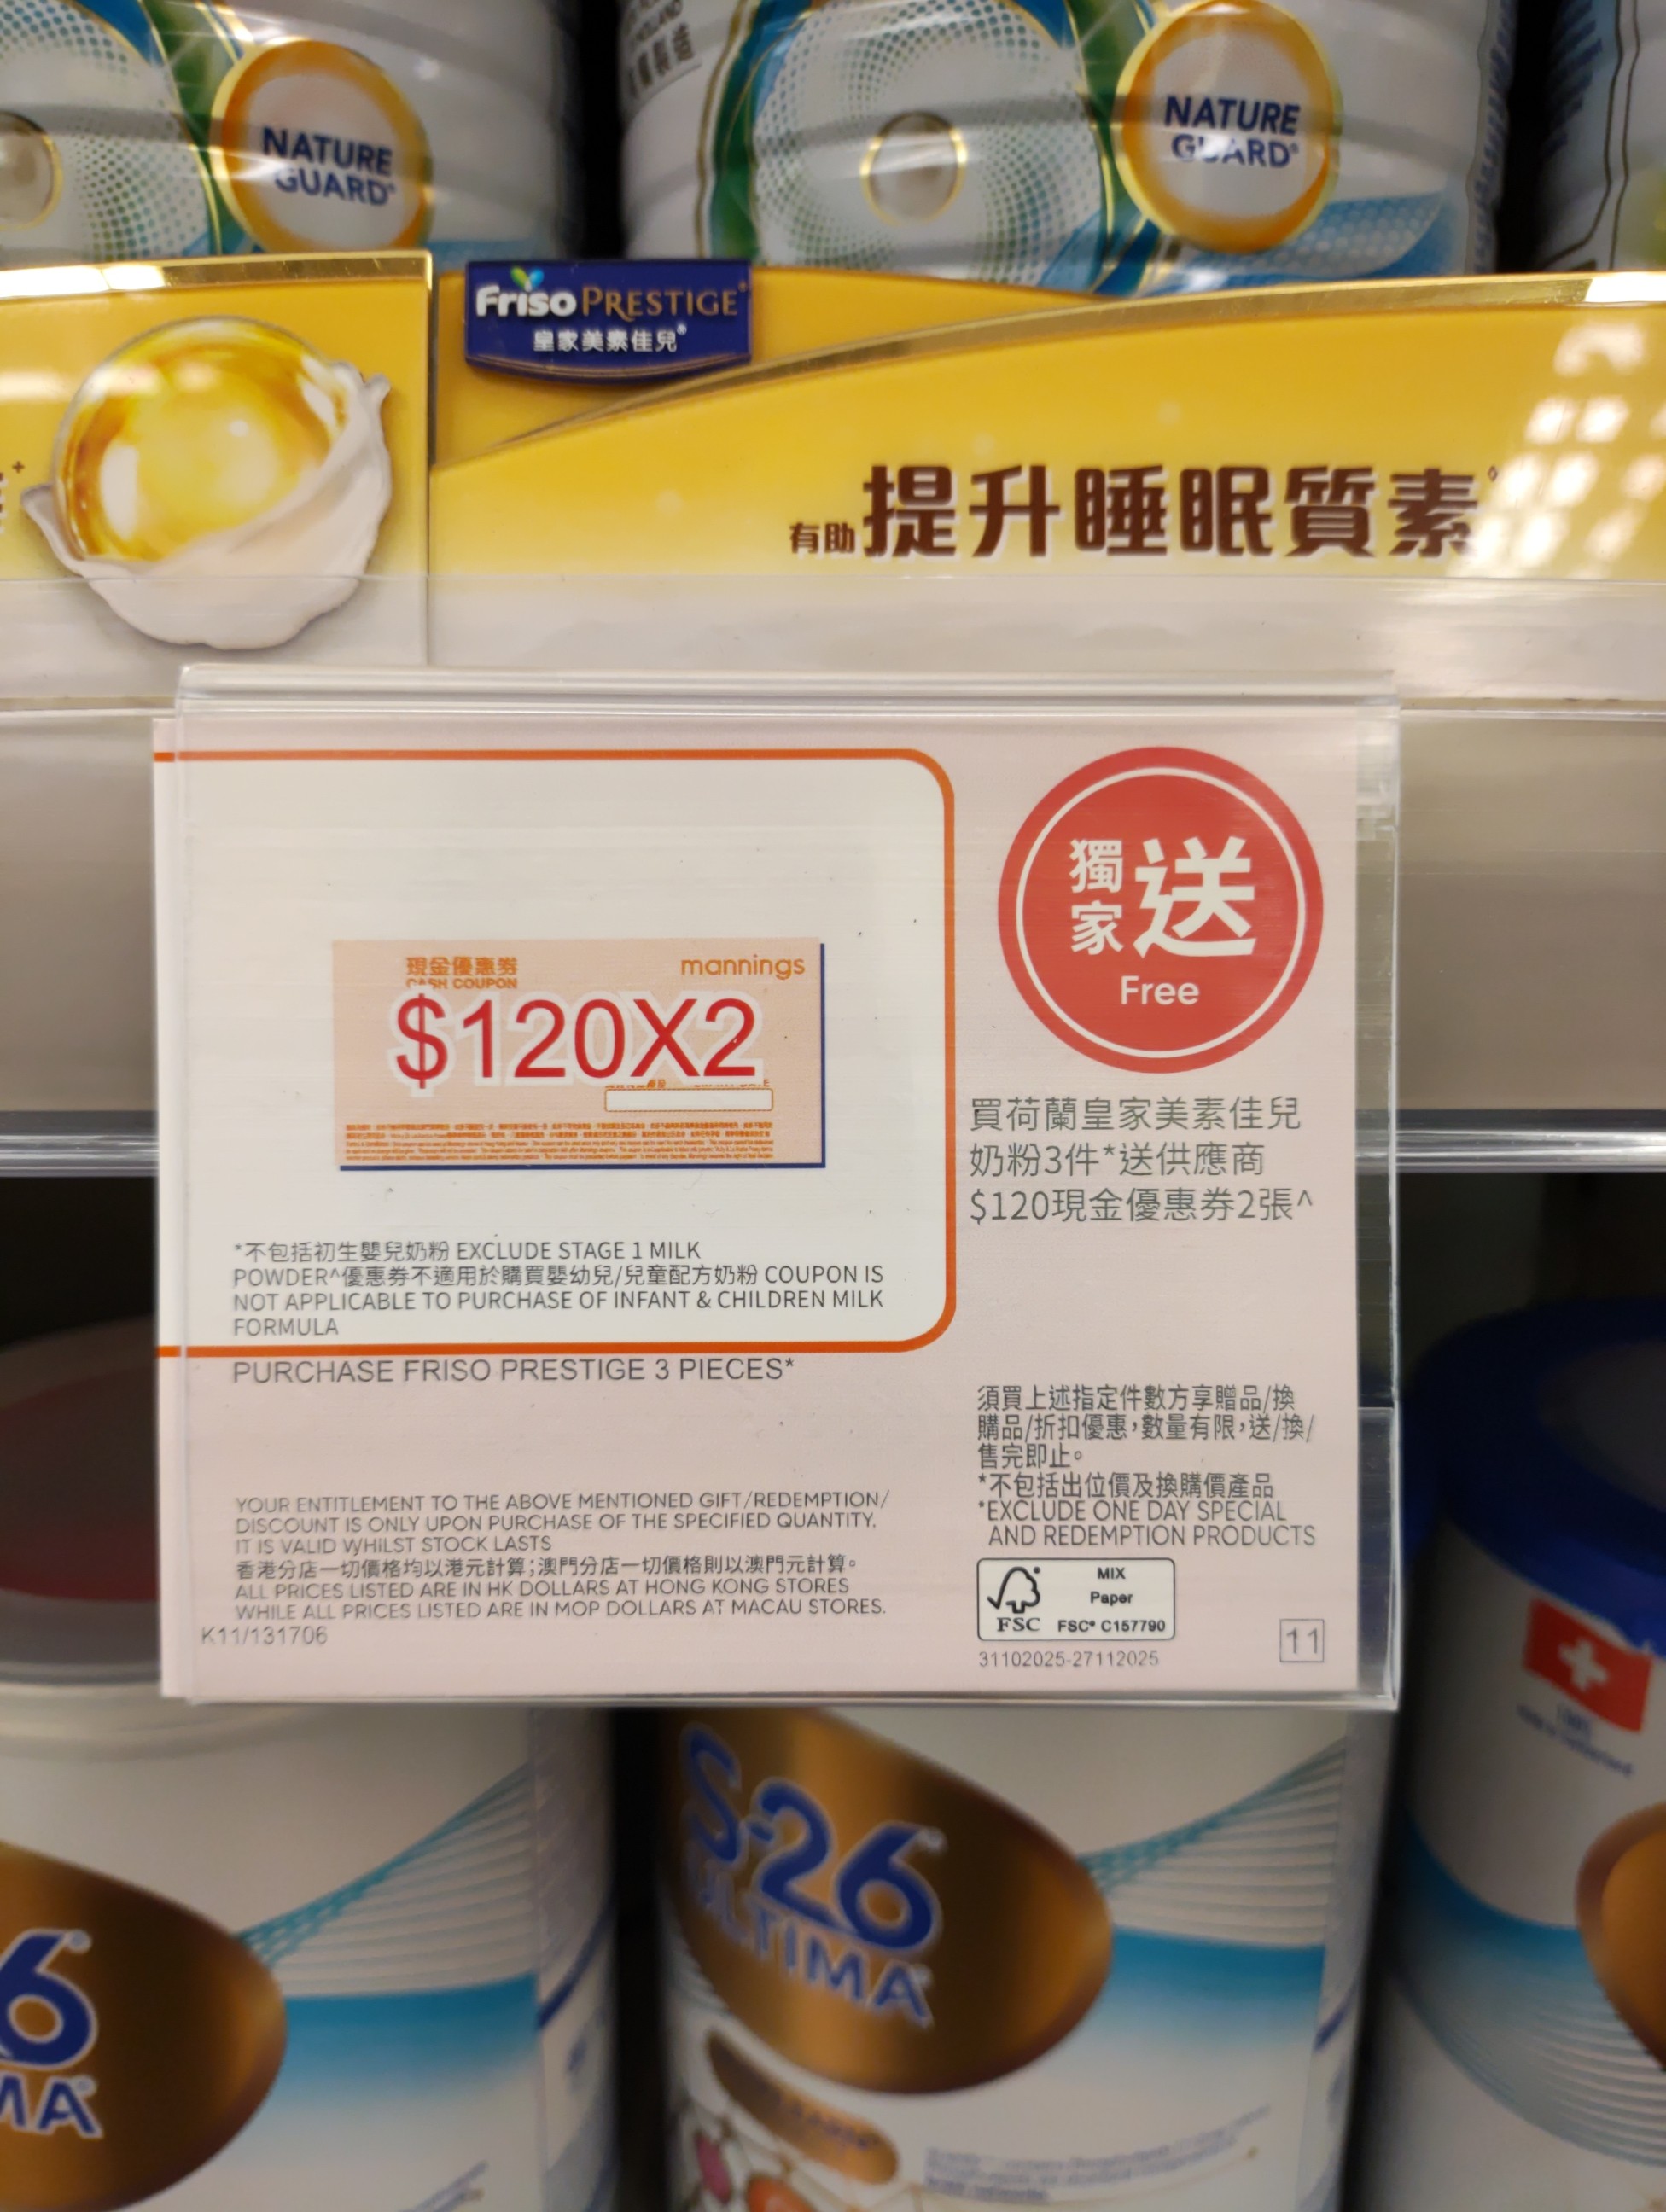 NATURE
GUARD®
NATURE
GUARD®
Friso PRESTIGE®
皇家美素佳兒®
有助提升睡眠質素
現金優惠券
CASH COUPON
mannings
$120X2
*不包括初生嬰兒奶粉 EXCLUDE STAGE 1 MILK
POWDER^優惠券不適用於購買嬰幼兒/兒童配方奶粉 COUPON IS
NOT APPLICABLE TO PURCHASE OF INFANT & CHILDREN MILK
FORMULA
PURCHASE FRISO PRESTIGE 3 PIECES*
YOUR ENTITLEMENT TO THE ABOVE MENTIONED GIFT/REDEMPTION/
DISCOUNT IS ONLY UPON PURCHASE OF THE SPECIFIED QUANTITY.
IT IS VALID WHILST STOCK LASTS
香港分店一切價格均以港元計算;澳門分店一切價格則以澳門元計算。
ALL PRICES LISTED ARE IN HK DOLLARS AT HONG KONG STORES
WHILE ALL PRICES LISTED ARE IN MOP DOLLARS AT MACAU STORES.
K11/131706
獨家送
Free
買荷蘭皇家美素佳兒
奶粉3件*送供應商
$120現金優惠券2張^
須買上述指定件數方享贈品/換
購品/折扣優惠,數量有限,送/換/
售完即止。
*不包括出位價及換購價產品
*EXCLUDE ONE DAY SPECIAL
AND REDEMPTION PRODUCTS
FSC
MIX
Paper
FSC® C157790
31102025-27112025
11
S-26
ULTIMA
6
MA